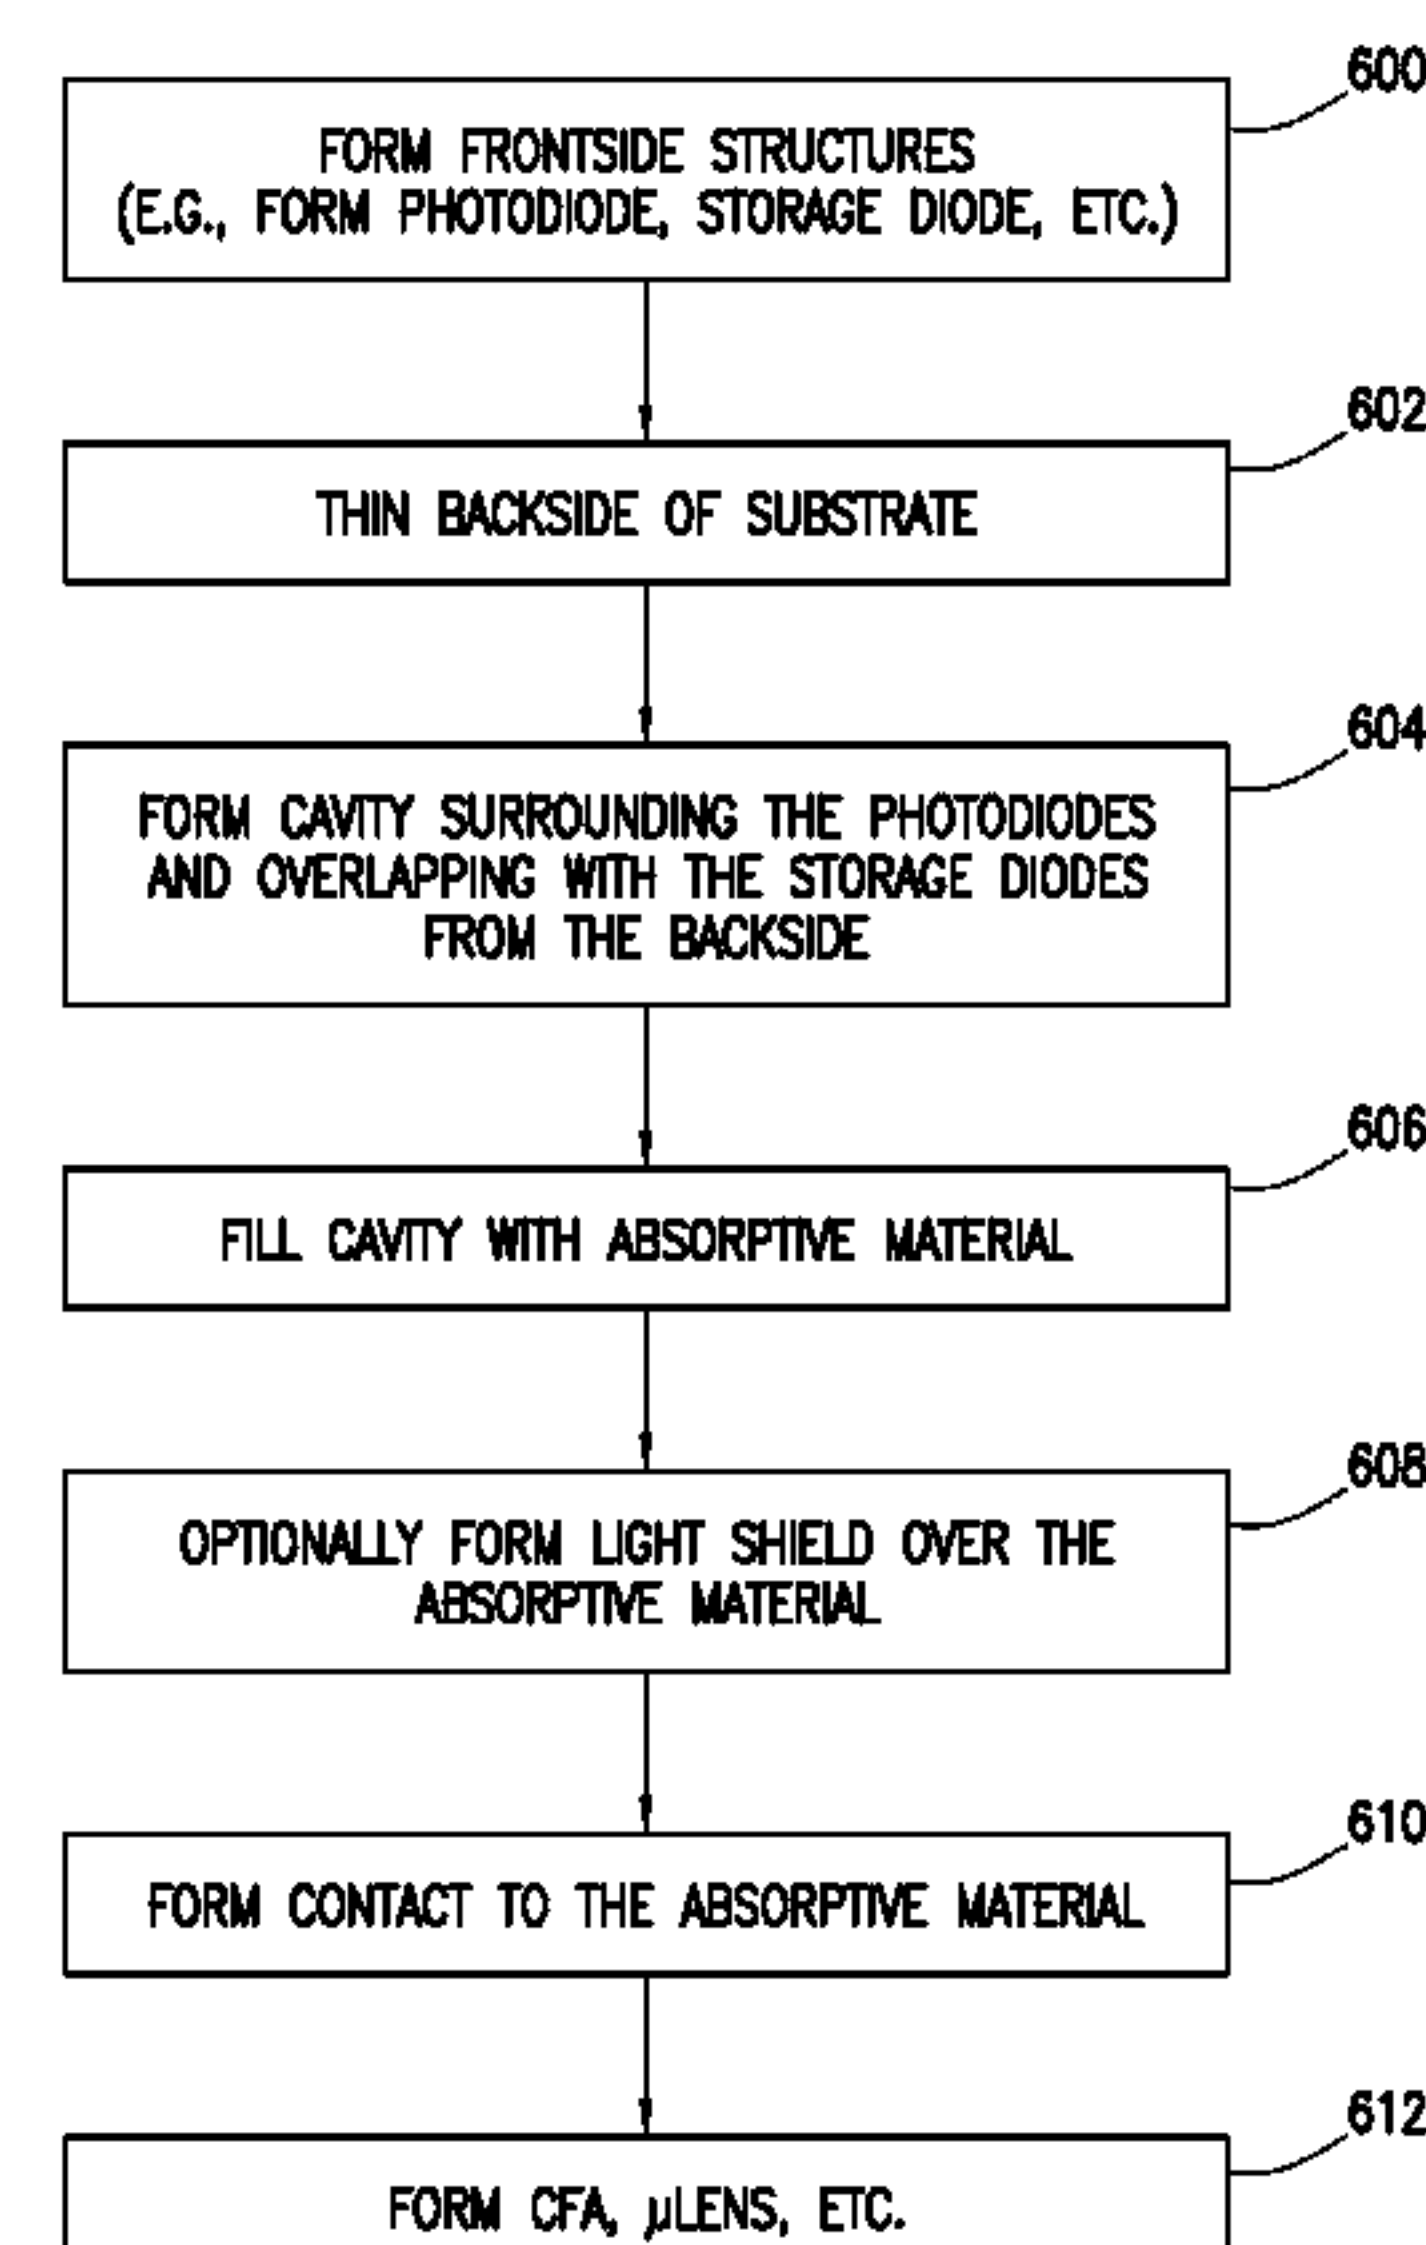 600
FORM FRONTSIDE STRUCTURES
(E.G., FORM PHOTODIODE, STORAGE DIODE, ETC.)
602
THIN BACKSIDE OF SUBSTRATE
604
FORM CAVITY SURROUNDING THE PHOTODIODES
AND OVERLAPPING WITH THE STORAGE DIODES
FROM THE BACKSIDE
606
FILL CAVITY WITH ABSORPTIVE MATERIAL
608
OPTIONALLY FORM LIGHT SHIELD OVER THE
ABSORPTIVE MATERIAL
610
FORM CONTACT TO THE ABSORPTIVE MATERIAL
612
FORM CFA, μLENS, ETC.